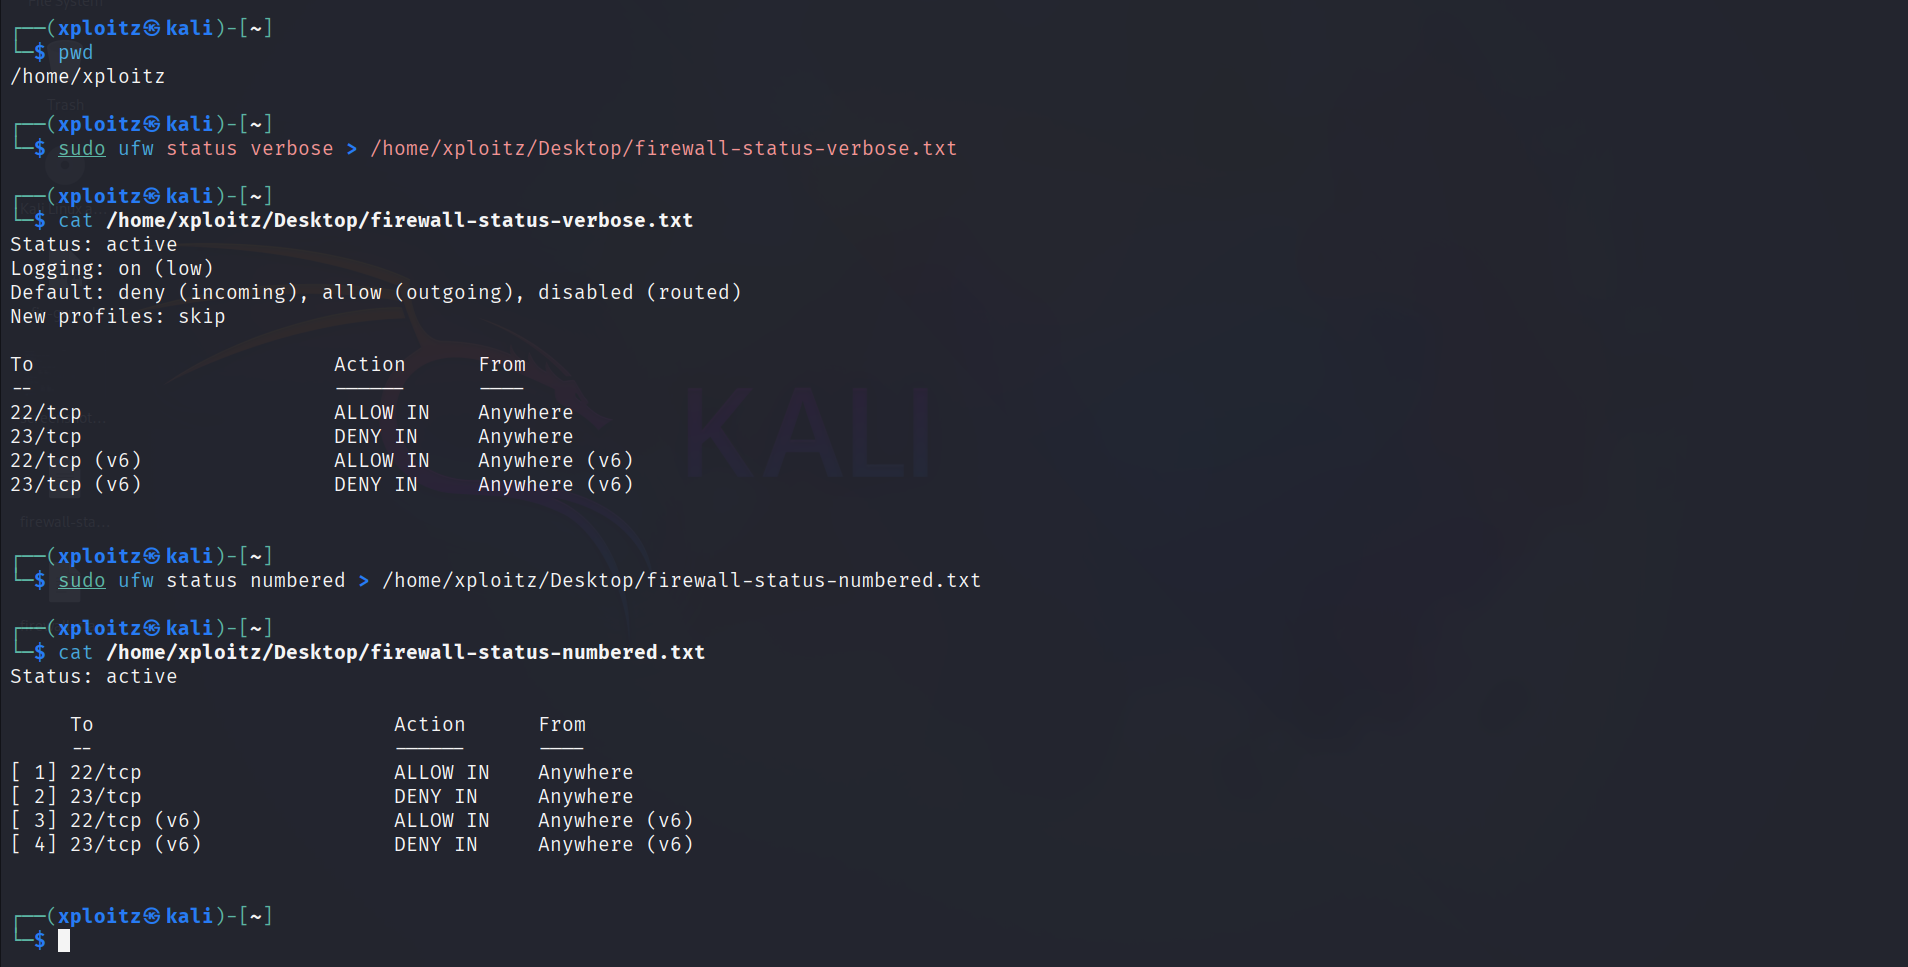 File System
┌──(xploitz㉿kali)-[~]
└─$ pwd
/home/xploitz
Trash
┌──(xploitz㉿kali)-[~]
└─$ sudo ufw status verbose > /home/xploitz/Desktop/firewall-status-verbose.txt
┌──(xploitz㉿kali)-[~]
└─$ cat /home/xploitz/Desktop/firewall-status-verbose.txt
Status: active
Logging: on (low)
Default: deny (incoming), allow (outgoing), disabled (routed)
New profiles: skip
To                         Action      From
--                         ------      ----
22/tcp                     ALLOW IN    Anywhere
23/tcp                     DENY IN     Anywhere
22/tcp (v6)                ALLOW IN    Anywhere (v6)
23/tcp (v6)                DENY IN     Anywhere (v6)
KALI
firewall-sta...
┌──(xploitz㉿kali)-[~]
└─$ sudo ufw status numbered > /home/xploitz/Desktop/firewall-status-numbered.txt
┌──(xploitz㉿kali)-[~]
└─$ cat /home/xploitz/Desktop/firewall-status-numbered.txt
Status: active
     To                         Action      From
     --                         ------      ----
[ 1] 22/tcp                     ALLOW IN    Anywhere
[ 2] 23/tcp                     DENY IN     Anywhere
[ 3] 22/tcp (v6)                ALLOW IN    Anywhere (v6)
[ 4] 23/tcp (v6)                DENY IN     Anywhere (v6)
┌──(xploitz㉿kali)-[~]
└─$